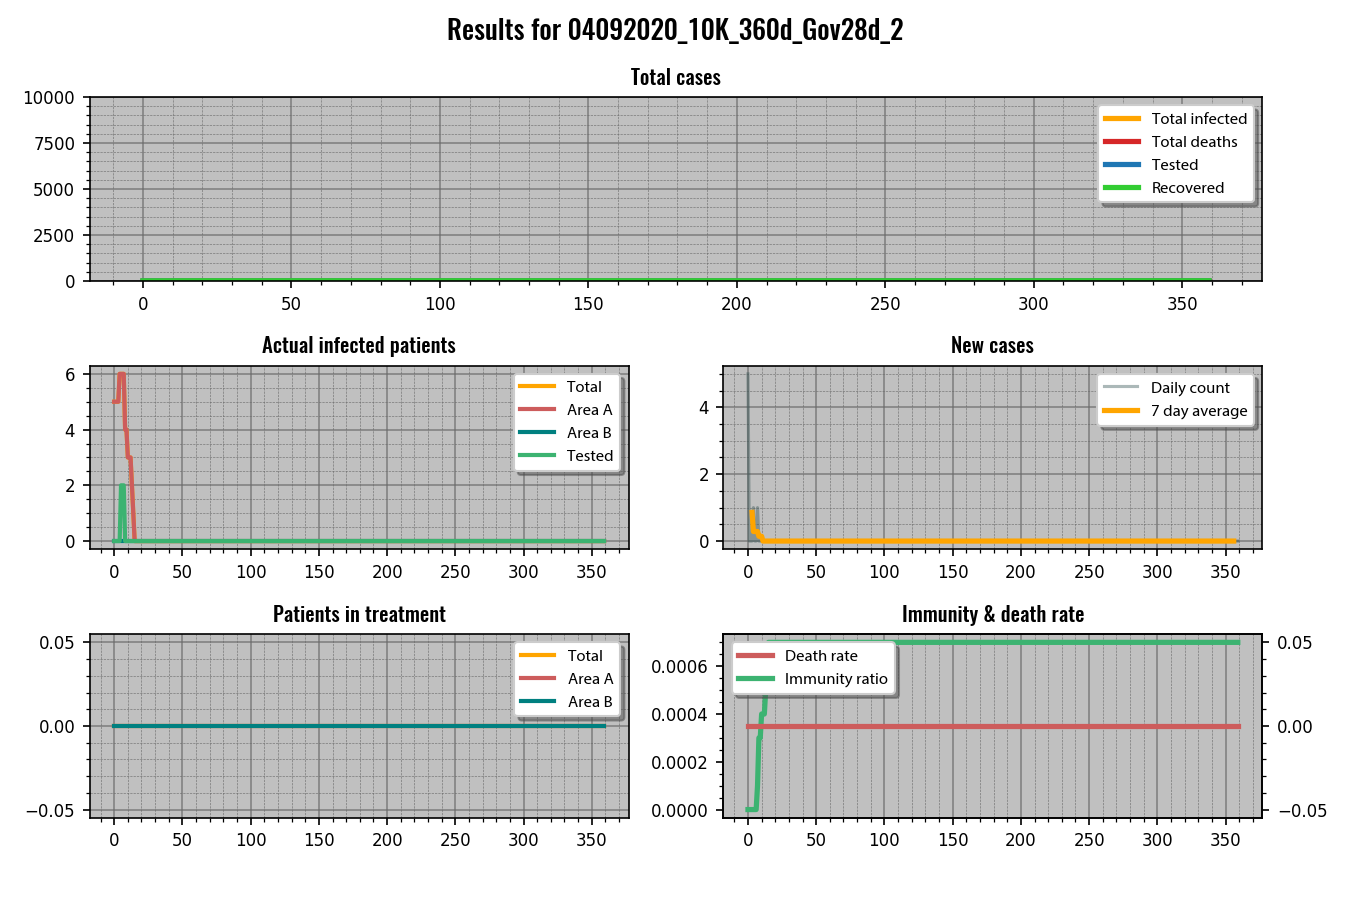 Results for 04092020_10K_360d_Gov28d_2
Total cases
10000
7500
5000
2500
0
Total infected
Total deaths
Tested
Recovered
0 50 100 150 200 250 300 350
Actual infected patients
6
4
2
0
Total
Area A
Area B
Tested
0 50 100 150 200 250 300 350
New cases
4
2
0
Daily count
7 day average
0 50 100 150 200 250 300 350
Patients in treatment
0.05
0.00
−0.05
Total
Area A
Area B
0 50 100 150 200 250 300 350
Immunity & death rate
0.0006
0.0004
0.0002
0.0000
Death rate
Immunity ratio
0.05
0.00
−0.05
0 50 100 150 200 250 300 350